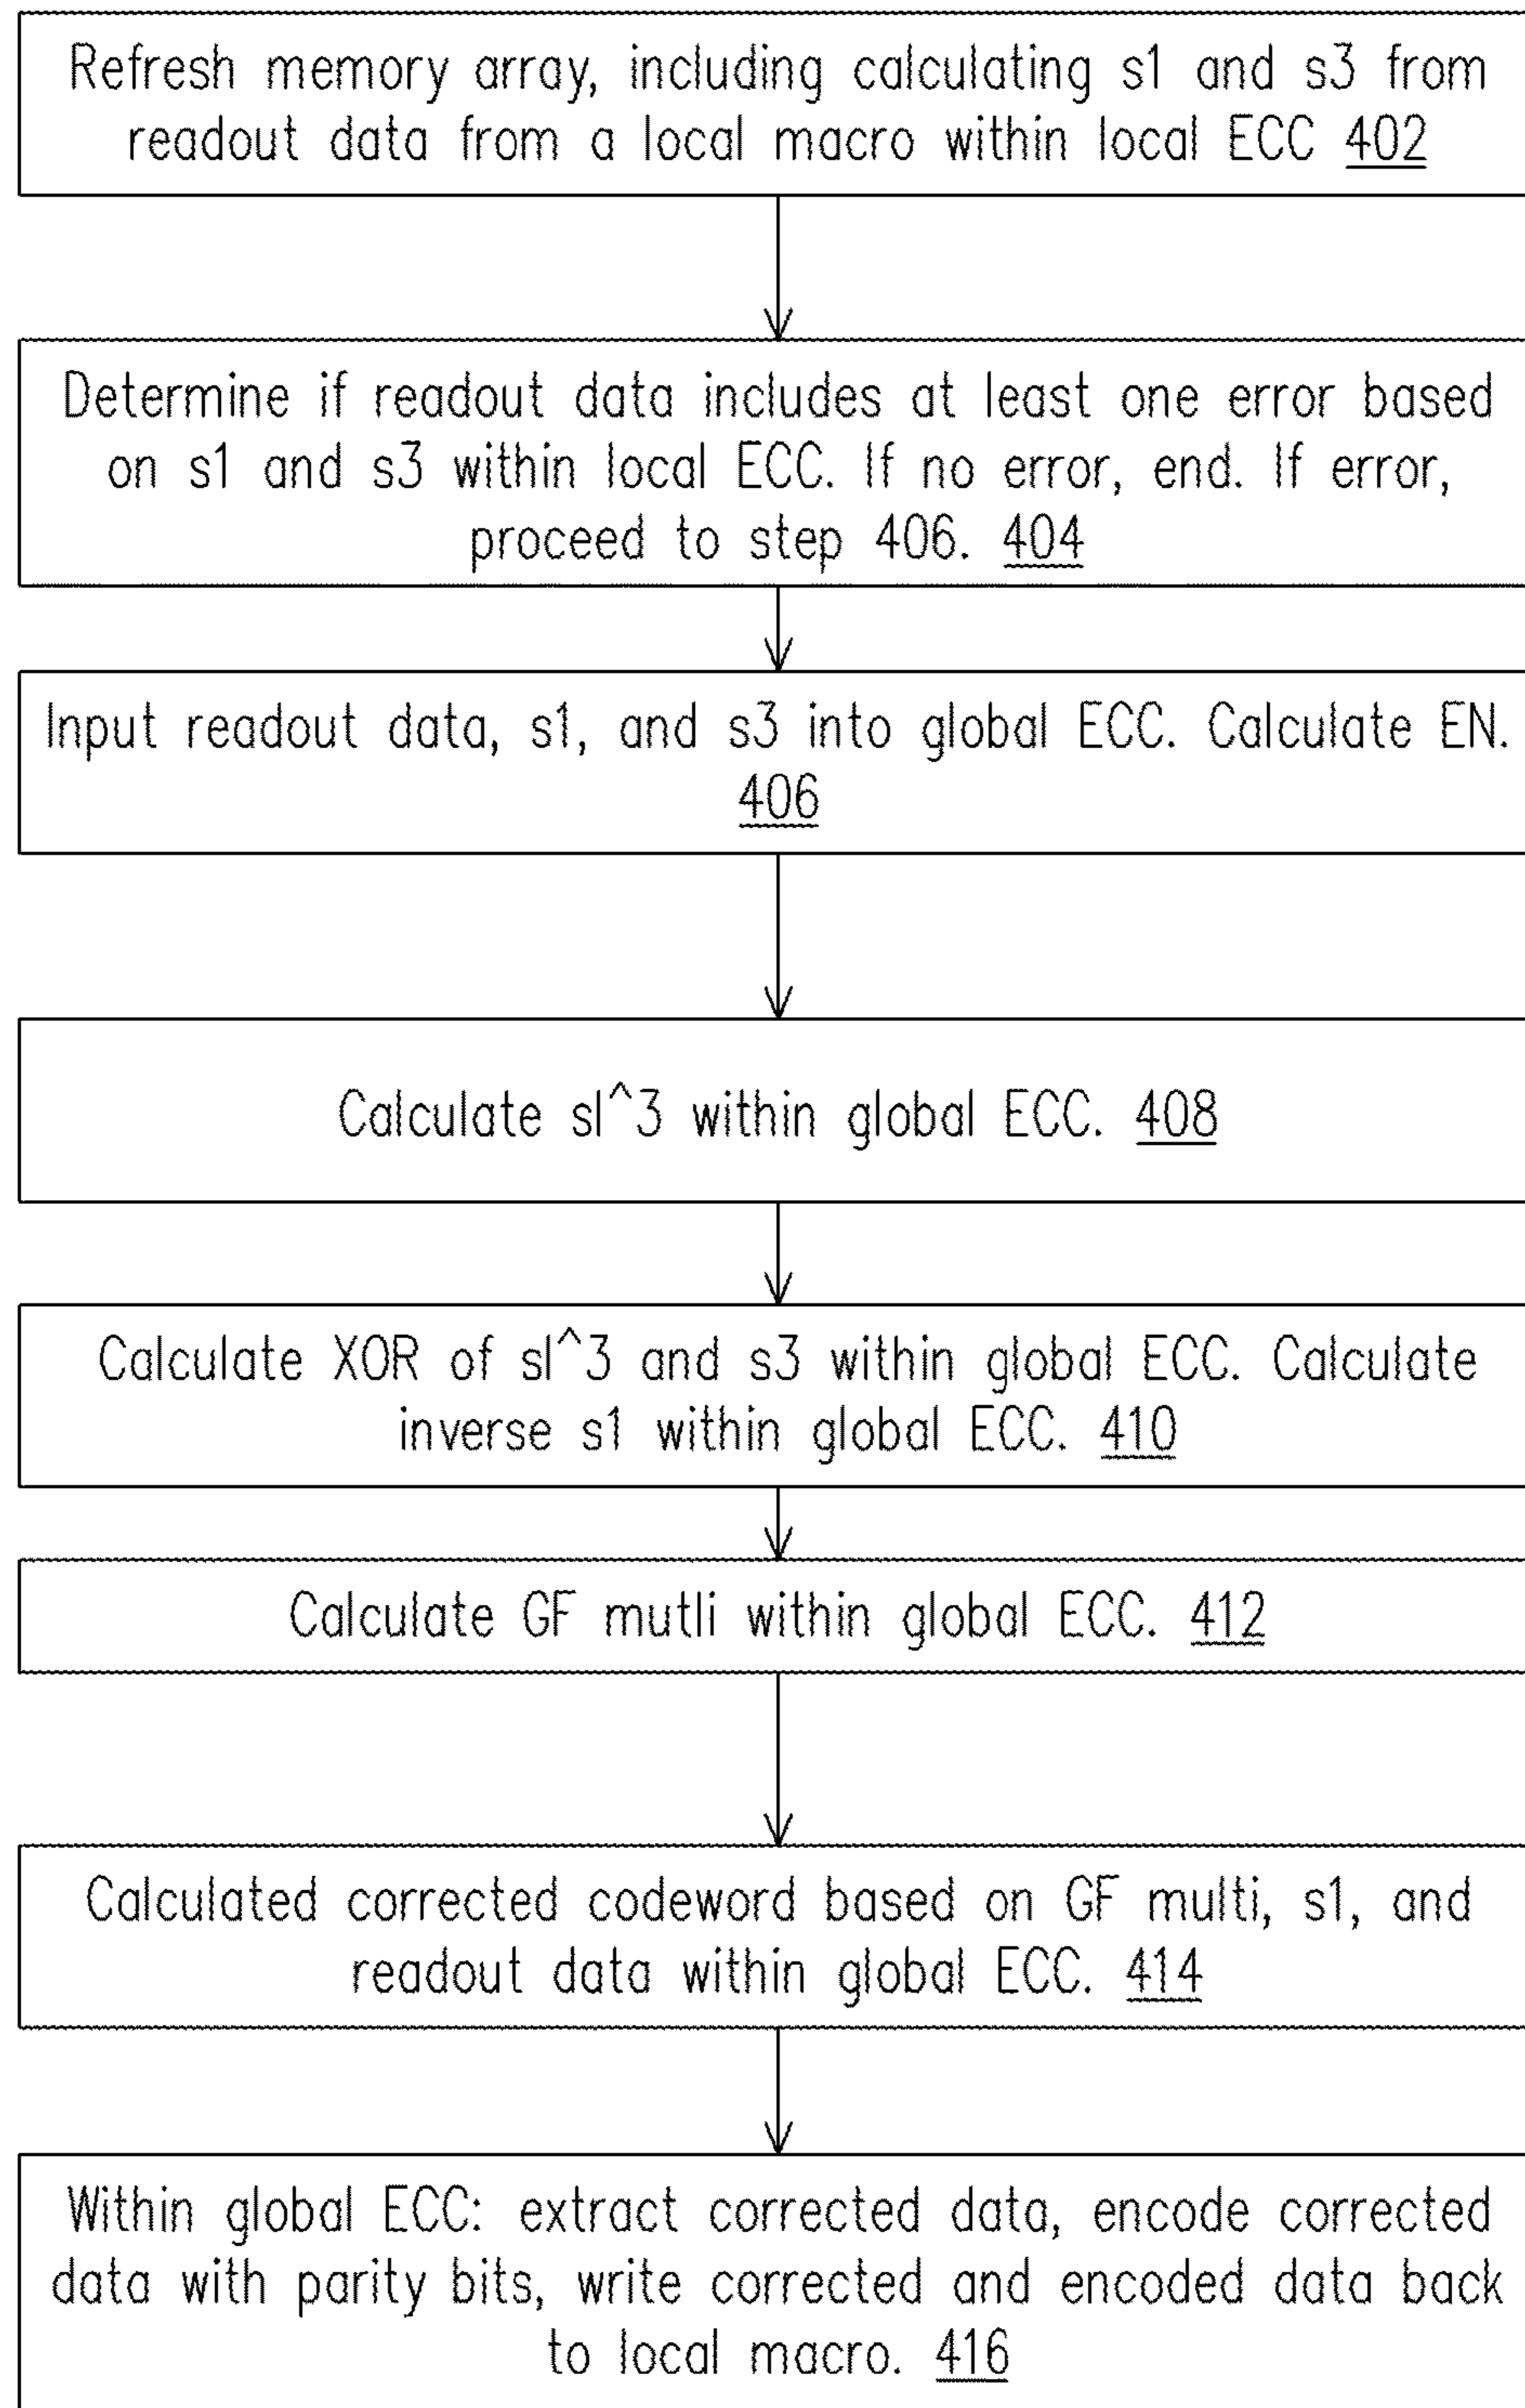 Refresh memory array, including calculating s1 and s3 from
readout data from a local macro within local ECC 402
Determine if readout data includes at least one error based
on s1 and s3 within local ECC. If no error, end. If error,
proceed to step 406. 404
Input readout data, s1, and s3 into global ECC. Calculate EN.
406
Calculate sl^3 within global ECC. 408
Calculate XOR of sl^3 and s3 within global ECC. Calculate
inverse s1 within global ECC. 410
Calculate GF mutli within global ECC. 412
Calculated corrected codeword based on GF multi, s1, and
readout data within global ECC. 414
Within global ECC: extract corrected data, encode corrected
data with parity bits, write corrected and encoded data back
to local macro. 416